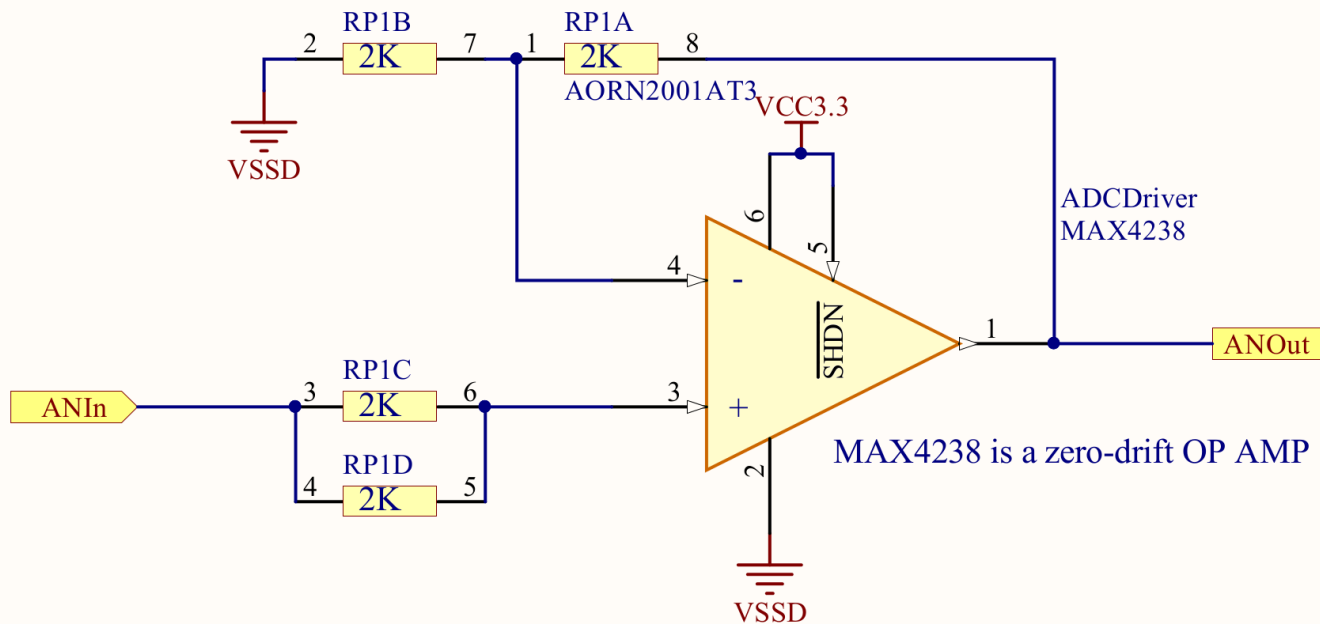 RP1B
2 2K 7
RP1A
1 2K 8
AORN2001AT3
VSSD
VCC3.3
6
5
ADCDriver
MAX4238
4 -
SHDN
1
ANOut
ANIn
RP1C
3 2K 6
3 +
RP1D
4 2K 5
2
MAX4238 is a zero-drift OP AMP
VSSD